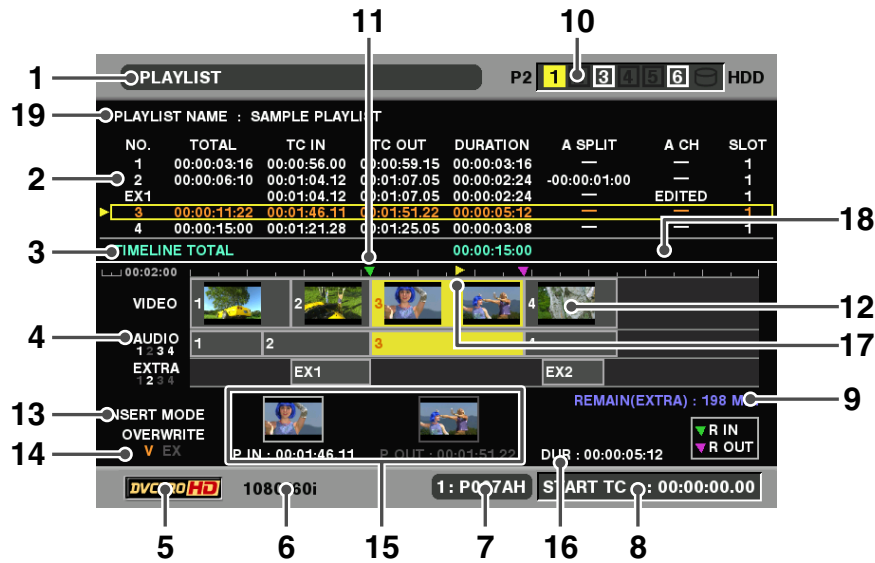 11 10
1 PLAYLIST P2 1 3 4 5 6 HDD
19 PLAYLIST NAME : SAMPLE PLAYLIST
NO. TOTAL TC IN TC OUT DURATION A SPLIT A CH SLOT
1 00:00:03:16 00:00:56.00 00:00:59.15 00:00:03:16 — — 1
2 2 00:00:06:10 00:01:04.12 00:01:07.05 00:00:02:24 -00:00:01:00 — 1
EX1 00:01:04.12 00:01:07.05 00:00:02:24 — EDITED 1
3 00:00:11:22 00:01:46.11 00:01:51.22 00:00:05:12 — — 1
4 00:00:15:00 00:01:21.28 00:01:25.05 00:00:03:08 — — 1
18
3 TIMELINE TOTAL 00:00:15:00
00:02:00
VIDEO 1 2 3 4 12
17
4 AUDIO 1 2 3 4
1 2 3 4
EXTRA EX1 EX2
1 2 3 4
REMAIN(EXTRA) : 198 M 9
13 INSERT MODE
OVERWRITE
14 V EX
P IN : 00:01:46.11 P OUT : 00:01:51.22 DUR : 00:00:05:12
R IN
R OUT
DVCPRO HD 1080 60i 1 : P0 7AH START TC : 00:00:00.00
5 6 15 7 16 8